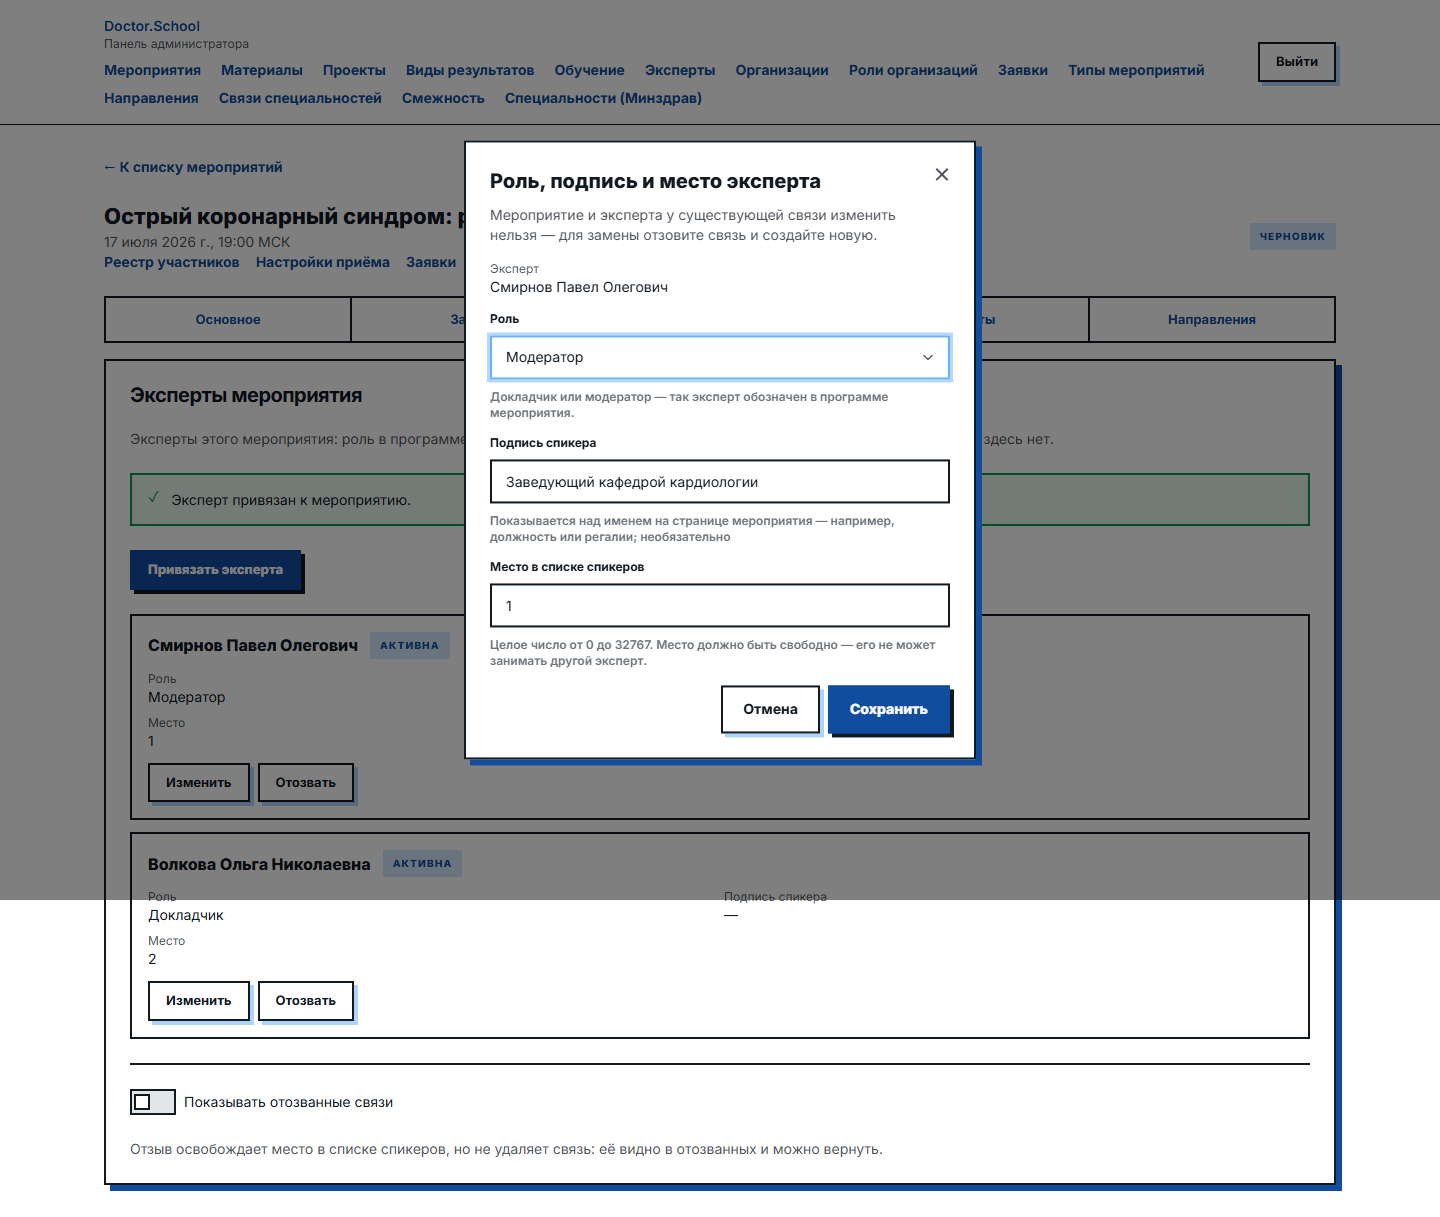 Doctor.School
Панель администратора
Мероприятия Материалы Проекты Виды результатов Обучение Эксперты Организации Роли организаций Заявки Типы мероприятий
Направления Связи специальностей Смежность Специальности (Минздрав)
Выйти
← К списку мероприятий
Острый коронарный синдром:
17 июля 2026 г., 19:00 МСК
Реестр участников Настройки приёма Заявки
ЧЕРНОВИК
Основное
Направления
Эксперты мероприятия
Эксперты этого мероприятия: роль в программе
здесь нет.
✓ Эксперт привязан к мероприятию.
Привязать эксперта
Смирнов Павел Олегович АКТИВНА
Роль
Модератор
Место
1
Изменить Отозвать
Волкова Ольга Николаевна АКТИВНА
Роль Подпись спикера
Докладчик —
Место
2
Изменить Отозвать
Показывать отозванные связи
Отзыв освобождает место в списке спикеров, но не удаляет связь: её видно в отозванных и можно вернуть.
Роль, подпись и место эксперта
Мероприятие и эксперта у существующей связи изменить
нельзя — для замены отзовите связь и создайте новую.
Эксперт
Смирнов Павел Олегович
Роль
Модератор
Докладчик или модератор — так эксперт обозначен в программе
мероприятия.
Подпись спикера
Заведующий кафедрой кардиологии
Показывается над именем на странице мероприятия — например,
должность или регалии; необязательно
Место в списке спикеров
1
Целое число от 0 до 32767. Место должно быть свободно — его не может
занимать другой эксперт.
Отмена Сохранить